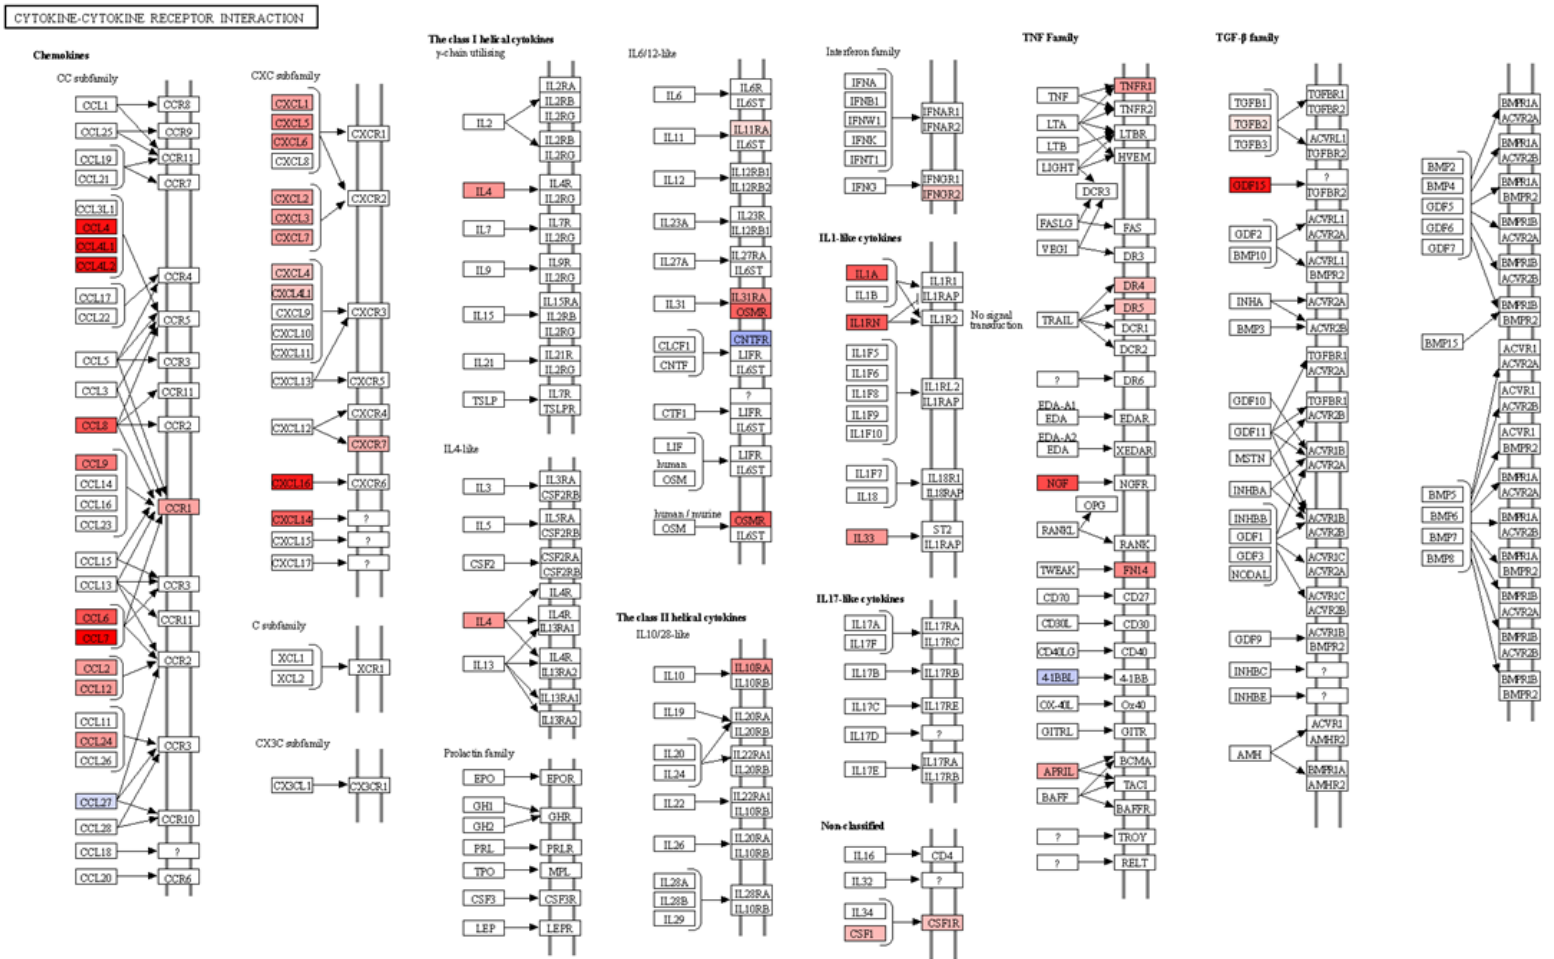 CYTOKINE-CYTOKINE RECEPTOR INTERACTION
Chemokines
CC subfamily
CCL1
CCL25
CCL19
CCL21
CCL3L1
CCL4
CCL4L1
CCL4L2
CCL17
CCL22
CCL5
CCL3
CCL8
CCL9
CCL14
CCL16
CCL23
CCL15
CCL13
CCL6
CCL7
CCL2
CCL12
CCL11
CCL24
CCL26
CCL27
CCL28
CCL18
CCL20
CCR8
CCR9
CCR11
CCR7
CCR4
CCR5
CCR3
CCR11
CCR2
CCR1
CCR3
CCR11
CCR2
CCR3
CCR10
?
CCR6
CXC subfamily
CXCL1
CXCL5
CXCL6
CXCL8
CXCL2
CXCL3
CXCL7
CXCL4
CXCL4L1
CXCL9
CXCL10
CXCL11
CXCL13
CXCL12
CXCL16
CXCL14
CXCL15
CXCL17
CXCR1
CXCR2
CXCR3
CXCR5
CXCR4
CXCR7
CXCR6
?
?
?
C subfamily
XCL1
XCL2
XCR1
CX3C subfamily
CX3CL1
CX3CR1
The class I helical cytokines
γ-chain utilising
IL2
IL4
IL7
IL9
IL15
IL21
TSLP
IL2RA
IL2RB
IL2RG
IL2RB
IL2RG
IL4R
IL2RG
IL7R
IL2RG
IL9R
IL2RG
IL15RA
IL2RB
IL2RG
IL21R
IL2RG
IL7R
TSLPR
IL4-like
IL3
IL5
CSF2
IL4
IL13
IL3RA
CSF2RB
IL5RA
CSF2RB
CSF2RA
CSF2RB
IL4R
IL4R
IL13RA1
IL4R
IL13RA2
IL13RA1
IL13RA2
Prolactin family
EPO
GH1
GH2
PRL
TPO
CSF3
LEP
EPOR
GHR
PRLR
MPL
CSF3R
LEPR
IL6/12-like
IL6
IL11
IL12
IL23A
IL27A
IL31
CLCF1
CNTF
CTF1
LIF
human
OSM
human / murine
OSM
IL6R
IL6ST
IL11RA
IL6ST
IL12RB1
IL12RB2
IL23R
IL12RB1
IL27RA
IL6ST
IL31RA
OSMR
CNTFR
LIFR
IL6ST
?
LIFR
IL6ST
LIFR
IL6ST
OSMR
IL6ST
The class II helical cytokines
IL10/28-like
IL10
IL19
IL20
IL24
IL22
IL26
IL28A
IL28B
IL29
IL10RA
IL10RB
IL20RA
IL20RB
IL22RA1
IL20RB
IL22RA1
IL10RB
IL20RA
IL10RB
IL28RA
IL10RB
Interferon family
IFNA
IFNB1
IFNW1
IFNK
IFNT1
IFNG
IFNAR1
IFNAR2
IFNGR1
IFNGR2
IL1-like cytokines
IL1A
IL1B
IL1RN
IL1F5
IL1F6
IL1F8
IL1F9
IL1F10
IL1F7
IL18
IL33
IL1R1
IL1RAP
IL1R2
No signal
transduction
IL1RL2
IL1RAP
IL18R1
IL18RAP
ST2
IL1RAP
IL17-like cytokines
IL17A
IL17F
IL17B
IL17C
IL17D
IL17E
IL17RA
IL17RC
IL17RB
IL17RE
?
IL17RA
IL17RB
Non-classified
IL16
IL32
IL34
CSF1
CD4
?
CSF1R
TNF Family
TNF
LTA
LTB
LIGHT
DCR3
FASLG
VEGI
TRAIL
?
EDA-A1
EDA
EDA-A2
EDA
NGF
OPG
RANKL
TWEAK
CD70
CD30L
CD40LG
4-1BBL
OX-40L
GITRL
APRIL
BAFF
?
?
TNFR1
TNFR2
LTBR
HVEM
FAS
DR3
DR4
DR5
DCR1
DCR2
DR6
EDAR
XEDAR
NGFR
RANK
FN14
CD27
CD30
CD40
4-1BB
Ox40
GITR
BCMA
TACI
BAFFR
TROY
RELT
TGF-β family
TGFB1
TGFB2
TGFB3
GDF15
GDF2
BMP10
INHA
BMP3
GDF10
GDF11
MSTN
INHBA
INHBB
GDF1
GDF3
NODAL
GDF9
INHBC
INHBE
AMH
TGFBR1
TGFBR2
ACVRL1
TGFBR2
?
TGFBR2
ACVRL1
ACVR2A
ACVRL1
BMPR2
ACVR2A
ACVR2B
TGFBR1
ACVR2A
TGFBR1
ACVR2B
ACVR1B
ACVR2A
ACVR1B
ACVR2B
ACVR1C
ACVR2A
ACVR1C
ACVR2B
ACVR1B
BMPR2
?
?
ACVR1
AMHR2
BMPR1A
AMHR2
BMP2
BMP4
GDF5
GDF6
GDF7
BMP15
BMP5
BMP6
BMP7
BMP8
BMPR1A
ACVR2A
BMPR1A
ACVR2B
BMPR1A
BMPR2
BMPR1B
ACVR2A
BMPR1B
ACVR2B
BMPR1B
BMPR2
ACVR1
ACVR2A
ACVR1
ACVR2B
ACVR1
BMPR2
BMPR1A
ACVR2A
BMPR1A
ACVR2B
BMPR1A
BMPR2
BMPR1B
ACVR2A
BMPR1B
ACVR2B
BMPR1B
BMPR2